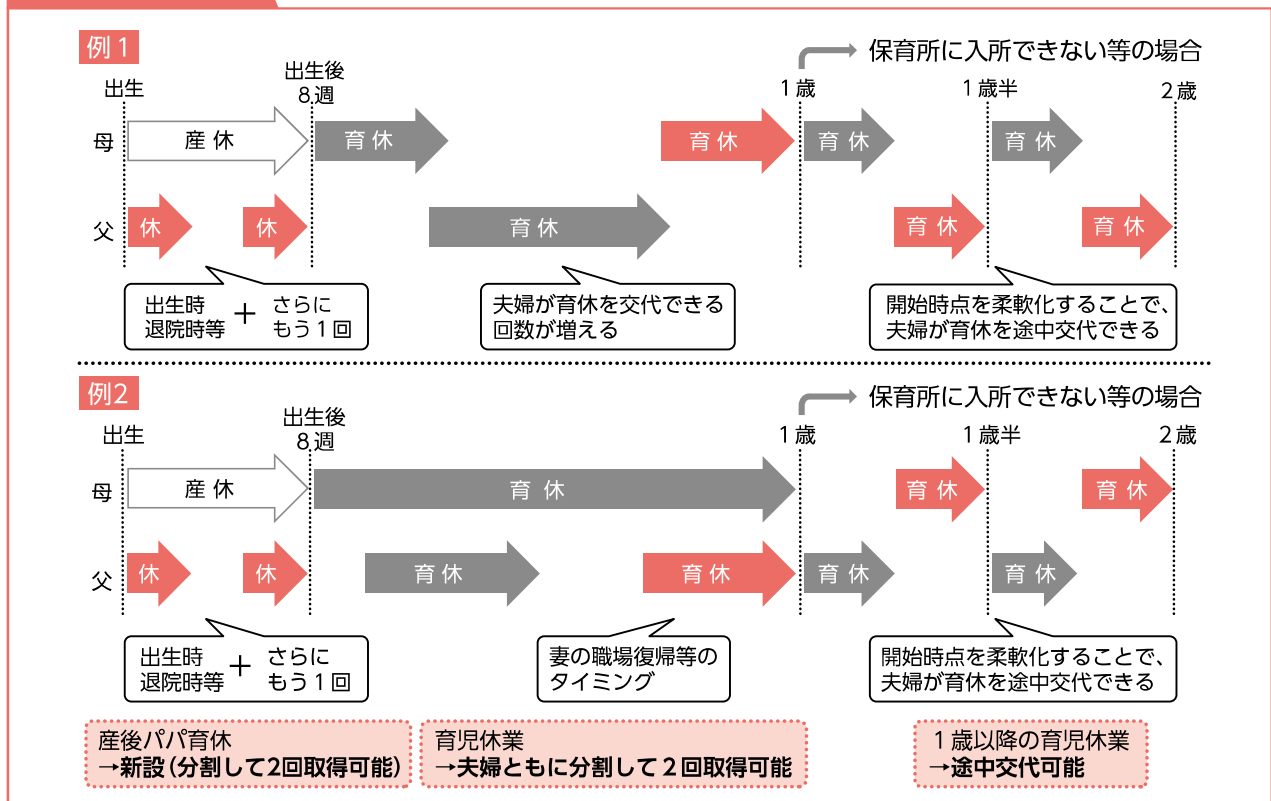 例1
保育所に入所できない等の場合
出生
出生後
8週
1歳
1歳半
2歳
母
産休
育休
育休
育休
育休
父
休
休
育休
育休
育休
出生時
退院時等
＋
さらに
もう1回
夫婦が育休を交代できる
回数が増える
開始時点を柔軟化することで、
夫婦が育休を途中交代できる
例2
保育所に入所できない等の場合
出生
出生後
8週
1歳
1歳半
2歳
母
産休
育休
育休
育休
父
休
休
育休
育休
育休
育休
出生時
退院時等
＋
さらに
もう1回
妻の職場復帰等の
タイミング
開始時点を柔軟化することで、
夫婦が育休を途中交代できる
産後パパ育休
→新設（分割して2回取得可能）
育児休業
→夫婦ともに分割して2回取得可能
1歳以降の育児休業
→途中交代可能